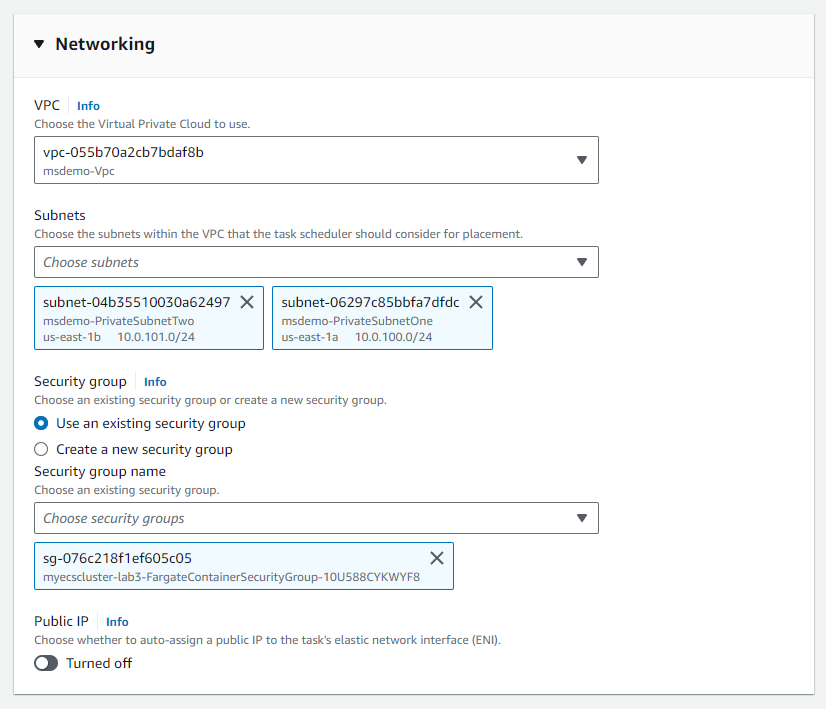 Networking
VPC Info
Choose the Virtual Private Cloud to use.
vpc-055b70a2cb7bdaf8b
msdemo-Vpc
Subnets
Choose the subnets within the VPC that the task scheduler should consider for placement.
Choose subnets
subnet-04b35510030a62497
msdemo-PrivateSubnetTwo
us-east-1b 10.0.101.0/24
subnet-06297c85bbfa7dfdc
msdemo-PrivateSubnetOne
us-east-1a 10.0.100.0/24
Security group Info
Choose an existing security group or create a new security group.
Use an existing security group
Create a new security group
Security group name
Choose an existing security group.
Choose security groups
sg-076c218f1ef605c05
myecscluster-lab3-FargateContainerSecurityGroup-10U588CYKWYF8
Public IP Info
Choose whether to auto-assign a public IP to the task's elastic network interface (ENI).
Turned off